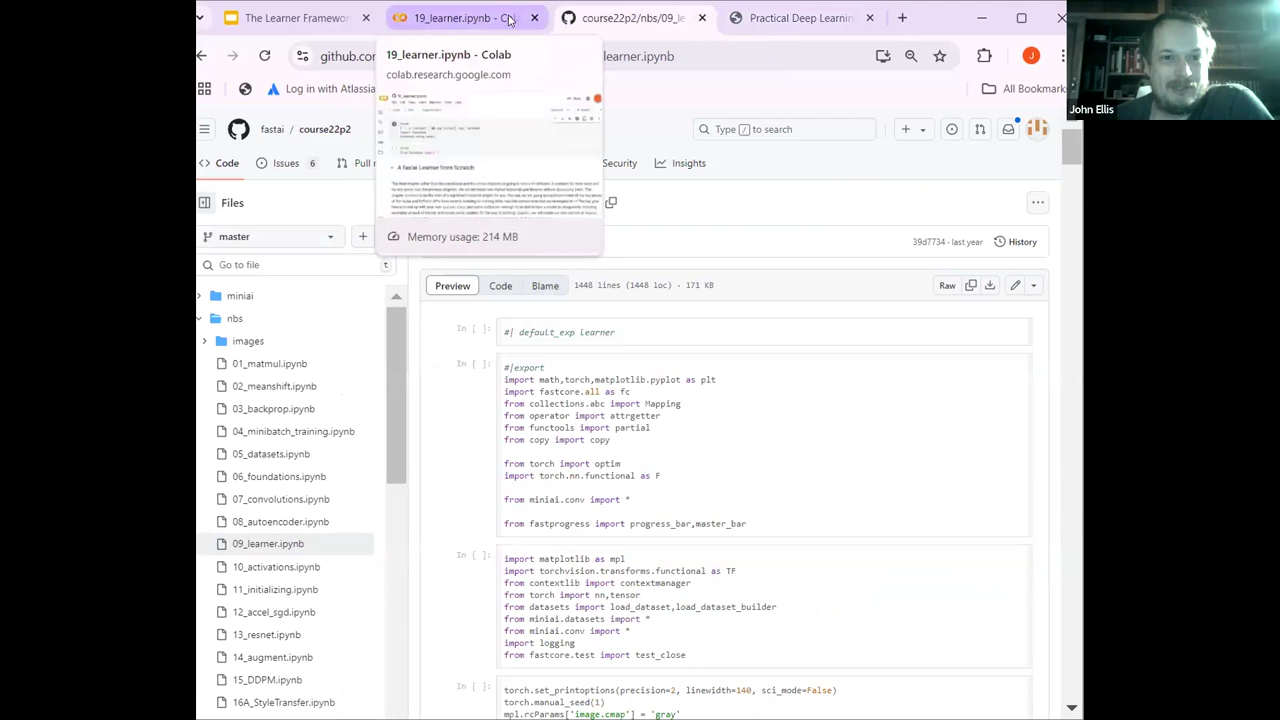 The Learner Framewor
19_learner.ipynb - C
course22p2/nbs/09_le
Practical Deep Learnin
github.com
earner.ipynb
Log in with Atlassia
All Bookmarks
19_learner.ipynb - Colab
colab.research.google.com
A fastai Learner from Scratch
Memory usage: 214 MB
John Ellis
fastai / course22p2
Type / to search
Code
Issues 6
Pull r
Security
Insights
Files
master
39d7734 · last year
History
Go to file
t
Preview
Code
Blame
1448 lines (1448 loc) · 171 KB
Raw
miniai
nbs
images
01_matmul.ipynb
02_meanshift.ipynb
03_backprop.ipynb
04_minibatch_training.ipynb
05_datasets.ipynb
06_foundations.ipynb
07_convolutions.ipynb
08_autoencoder.ipynb
09_learner.ipynb
10_activations.ipynb
11_initializing.ipynb
12_accel_sgd.ipynb
13_resnet.ipynb
14_augment.ipynb
15_DDPM.ipynb
16A_StyleTransfer.ipynb
In [ ]:
#| default_exp learner
In [ ]:
#|export
import math,torch,matplotlib.pyplot as plt
import fastcore.all as fc
from collections.abc import Mapping
from operator import attrgetter
from functools import partial
from copy import copy
from torch import optim
import torch.nn.functional as F
from miniai.conv import *
from fastprogress import progress_bar,master_bar
In [ ]:
import matplotlib as mpl
import torchvision.transforms.functional as TF
from contextlib import contextmanager
from torch import nn,tensor
from datasets import load_dataset,load_dataset_builder
from miniai.datasets import *
from miniai.conv import *
import logging
from fastcore.test import test_close
In [ ]:
torch.set_printoptions(precision=2, linewidth=140, sci_mode=False)
torch.manual_seed(1)
mpl.rcParams['image.cmap'] = 'gray'